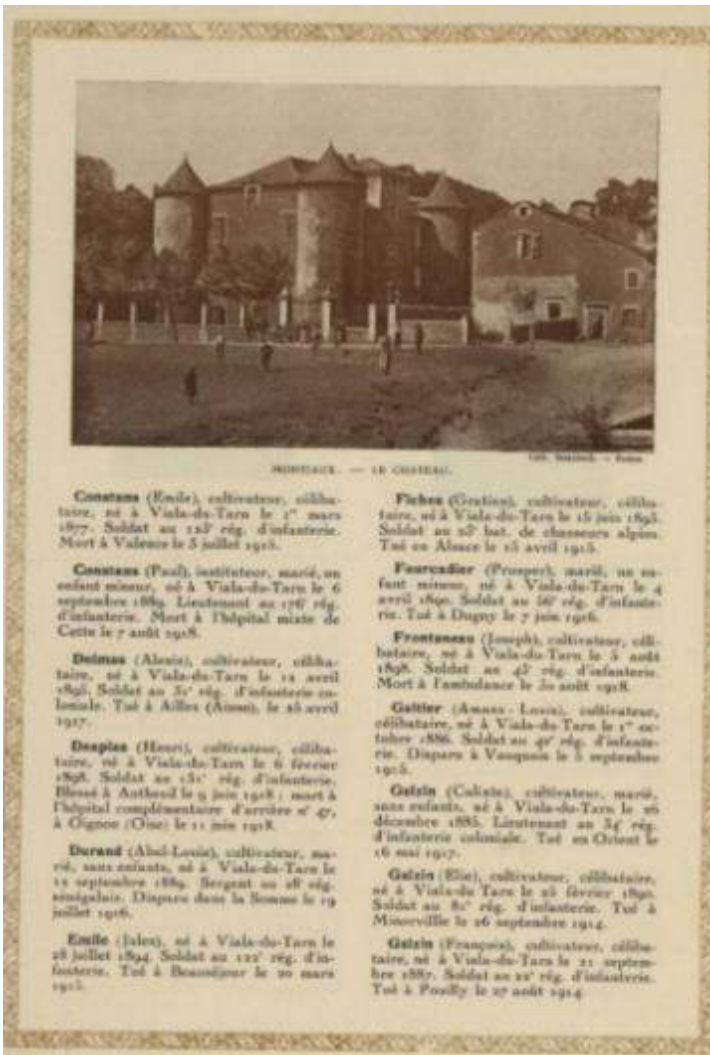 MONTJAUX. — LE CHATEAU.
Constans (Emile), cultivateur, céliba-
taire, né à Viala-du-Tarn le 1er mars
1877. Soldat au 123e rég. d'infanterie.
Mort à Valence le 3 juillet 1915.
Constans (Paul), instituteur, marié, un
enfant mineur, né à Viala-du-Tarn le 6
septembre 1889. Lieutenant au 176e rég.
d'infanterie. Mort à l'hôpital mixte de
Cette le 7 août 1918.
Delmas (Alexis), cultivateur, céliba-
taire, né à Viala-du-Tarn le 12 avril
Soldat au rég. d'infanterie co-
loniale. Tué à Ailles (Aisne), le 25 avril
1917.
Desplas (Henri), cultivateur, céliba-
taire, né à Viala-du-Tarn le 6 février
1898. Soldat au 151e rég. d'infanterie.
Blessé à Antheuil le 9 juin 1918 ; mort à
l'hôpital complémentaire d'arrière nº 47,
à Oignon (Oise) le 11 juin 1918.
Durand (Abel-Louis), cultivateur, ma-
rié, sans enfants, né à Viala-du-Tarn le
12 septembre 1889. Sergent au 28e rég.
sénégalais. Disparu dans la Somme le 19
juillet 1916.
Emile (Jules), né à Viala-du-Tarn le
28 juillet 1894. Soldat au 122e rég. d'in-
fanterie. Tué à Beauséjour le 20 mars
1915.
Fiches (Gratien), cultivateur, céliba-
taire, né à Viala-du-Tarn le 15 juin
Soldat au bat. de chasseurs alpins.
Tué en Alsace le 15 avril 1915.
Fourcadier (Prosper), marié, un en-
fant mineur, né à Viala-du-Tarn le 4
avril 1890. Soldat au rég. d'infante-
rie. Tué à Dugny le 7 juin 1916.
Frontanau (Joseph), cultivateur, céli-
bataire, né à Viala-du-Tarn le 5 août
1898. Soldat au rég. d'infanterie.
Mort à l'ambulance le 30 août 1918.
Galtier (Amans-Louis), cultivateur,
célibataire, né à Viala-du-Tarn le 1er oc-
tobre 1886. Soldat au rég. d'infante-
rie. Disparu à Vauquois le 5 septembre
1915.
Galzin (Calixte), cultivateur, marié,
sans enfants, né à Viala-du-Tarn le 26
décembre 1885. Lieutenant au 34e rég.
d'infanterie coloniale. Tué en Orient le
16 mai 1917.
Galzin (Elie), cultivateur, célibataire,
né à Viala-du-Tarn le 25 février 1890.
Soldat au 81e rég. d'infanterie. Tué à
Minorville le 26 septembre 1914.
Galzin (François), cultivateur, céliba-
taire, né à Viala-du-Tarn le 21 septem-
bre 1887. Soldat au 22e rég. d'infanterie.
Tué à Pouilly le 27 août 1914.